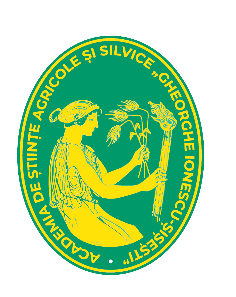 ACADEMIA DE ȘTIINȚE AGRICOLE ȘI SILVICE „GHEORGHE IONESCU-ȘIȘEȘTI”